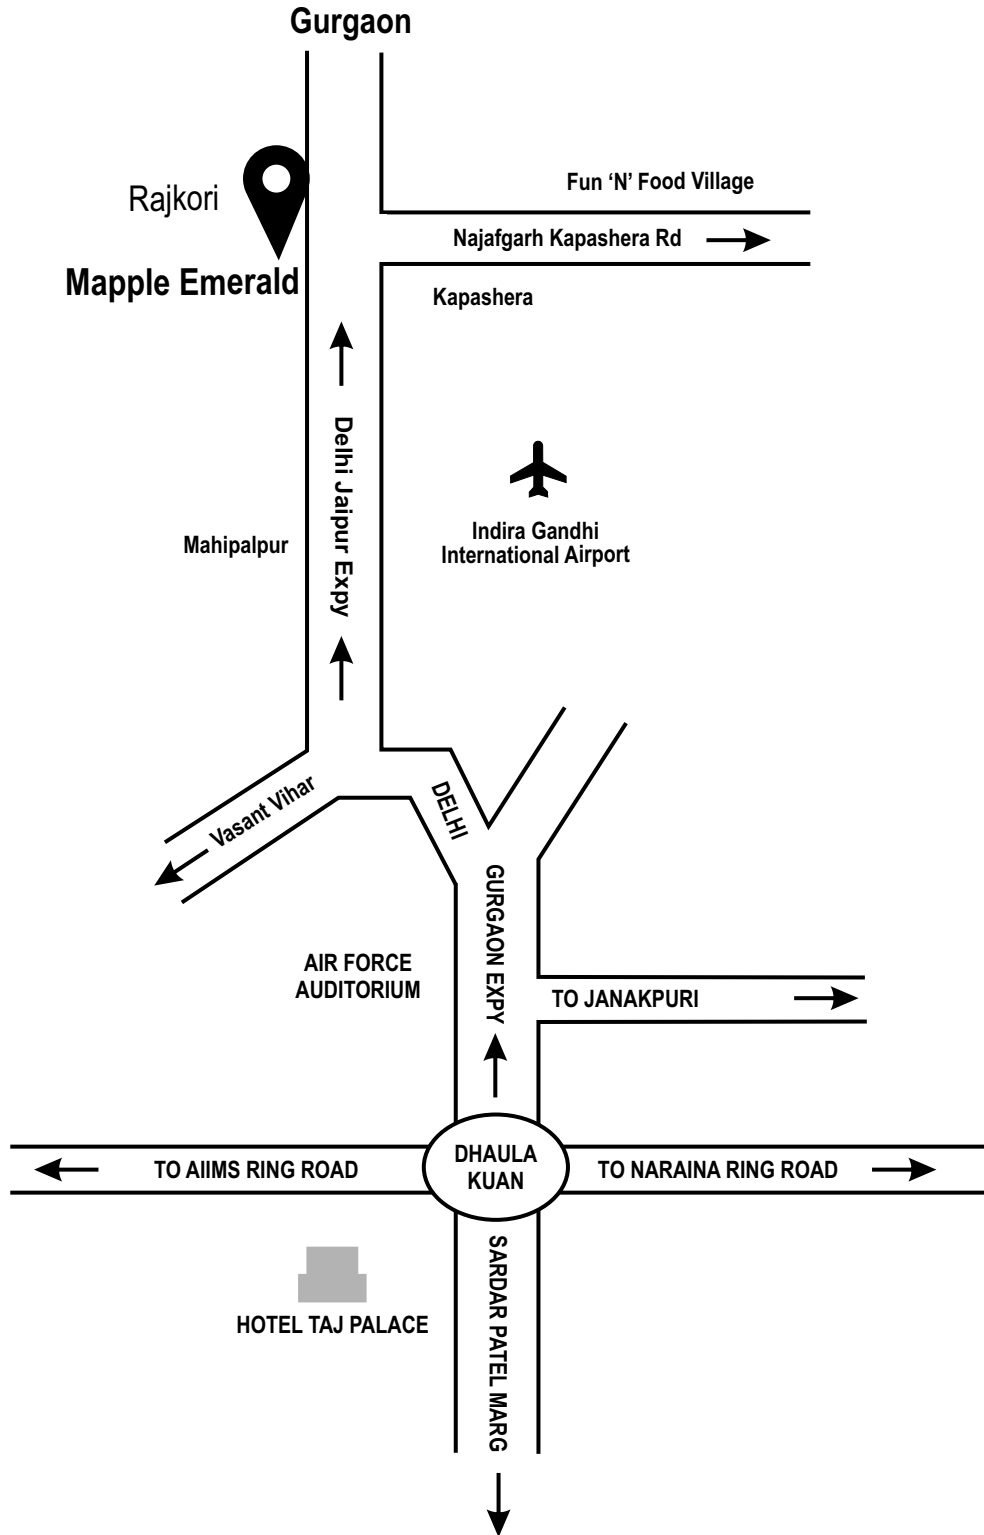 Gurgaon
Fun ‘N’ Food Village
Rajkori
Najafgarh Kapashera Rd
Mapple Emerald
Kapashera
Delhi Jaipur Expy
Indira Gandhi
International Airport
Mahipalpur
Vasant Vihar
DELHI
GURGAON EXPY
AIR FORCE
AUDITORIUM
TO JANAKPURI
TO AIIMS RING ROAD
DHAULA
KUAN
TO NARAINA RING ROAD
SARDAR PATEL MARG
HOTEL TAJ PALACE